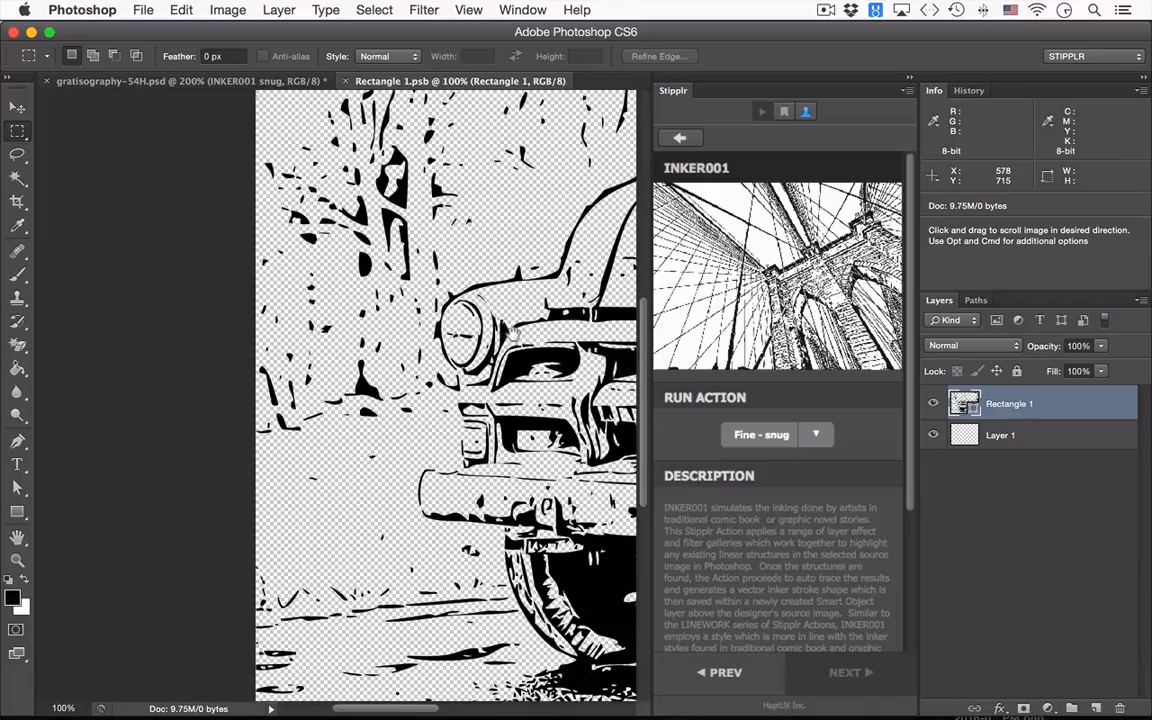 Photoshop File Edit Image Layer Type Select Filter View Window Help
Adobe Photoshop CS6
Feather: 0 px Anti-alias Style: Normal Width: Height: Refine Edge... STIPPLR
gratisography-54H.psd @ 200% (INKER001 snug, RGB/8) * Rectangle 1.psb @ 100% (Rectangle 1, RGB/8)
Stipplr
INKER001
RUN ACTION
Fine - snug
DESCRIPTION
INKER001 simulates the inking done by artists in
traditional comic book or graphic novel stories.
This Stipplr Action applies a range of layer effect
and filter galleries which work together to highlight
any existing linear structures in the selected source
image in Photoshop. Once the structures are
found, the Action proceeds to auto trace the results
and generates a vector inker stroke shape which is
then saved within a newly created Smart Object
layer above the designer's source image. Similar to
the LINEWORK series of Stipplr Actions, INKER001
employs a style which is more in line with the inker
styles found in traditional comic book and graphic
PREV NEXT
HaptUX Inc.
Info History
R: C:
G: M:
B: Y:
K:
8-bit 8-bit
X: 578 W:
Y: 715 H:
Doc: 9.75M/0 bytes
Click and drag to scroll image in desired direction.
Use Opt and Cmd for additional options
Layers Paths
Kind T
Normal Opacity: 100%
Lock: Fill: 100%
Rectangle 1
Layer 1
100% Doc: 9.75M/0 bytes